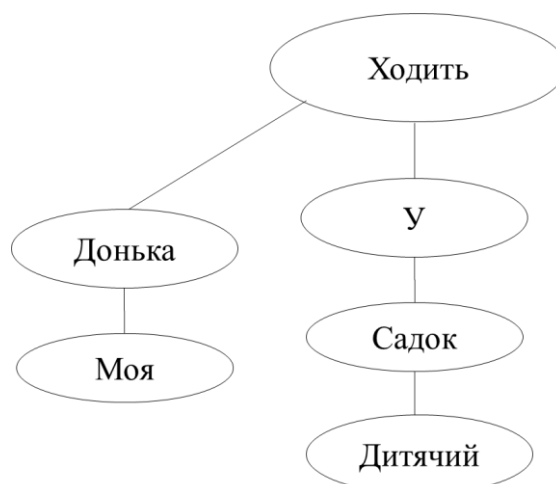 Ходить
У
Донька
Садок
Моя
Дитячий